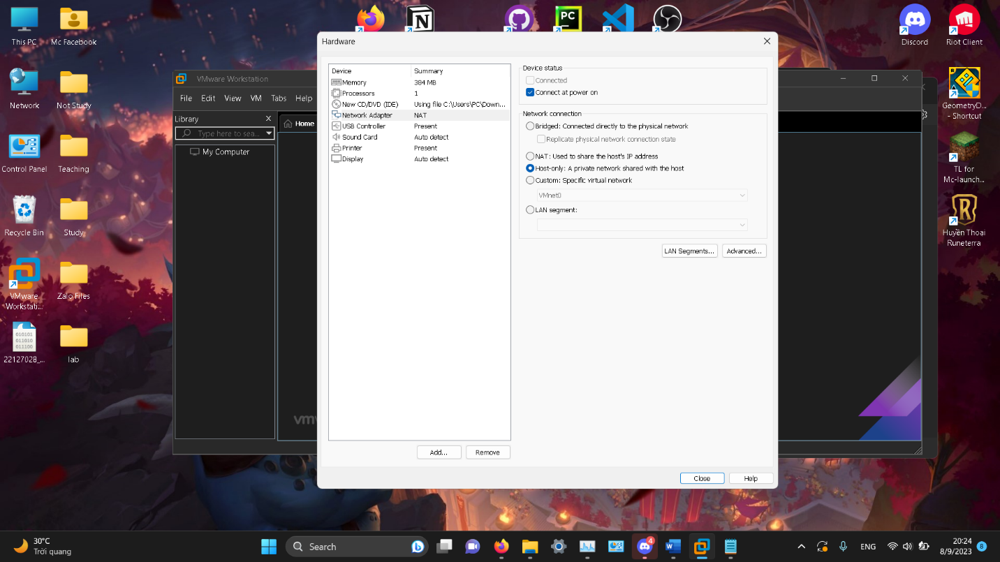 This PC
Mc Facebook
Discord
Riot Client
Network
Not Study
GeometryD...
- Shortcut
Control Panel
Teaching
TL for
Mc-launch...
Recycle Bin
Study
Huyền Thoại
Runeterra
VMware
Workstati...
Zalo Files
22127028_...
lab
VMware Workstation
File Edit View VM Tabs Help
Library
Type here to sea...
Home
My Computer
Hardware
Device Summary
Memory 384 MB
Processors 1
New CD/DVD (IDE) Using file C:\Users\PC\Down...
Network Adapter NAT
USB Controller Present
Sound Card Auto detect
Printer Present
Display Auto detect
Add... Remove
Device status
Connected
Connect at power on
Network connection
Bridged: Connected directly to the physical network
Replicate physical network connection state
NAT: Used to share the host's IP address
Host-only: A private network shared with the host
Custom: Specific virtual network
VMnet0
LAN segment:
LAN Segments... Advanced...
Close Help
30°C
Trời quang
Search
4
ENG
20:24
8/9/2023
8